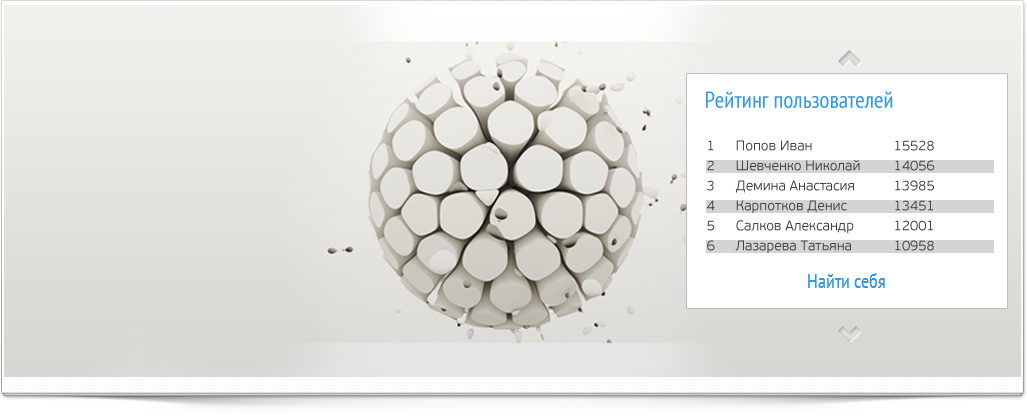 Рейтинг пользователей
1 Попов Иван 15528
2 Шевченко Николай 14056
3 Демина Анастасия 13985
4 Карпотков Денис 13451
5 Салков Александр 12001
6 Лазарева Татьяна 10958
Найти себя